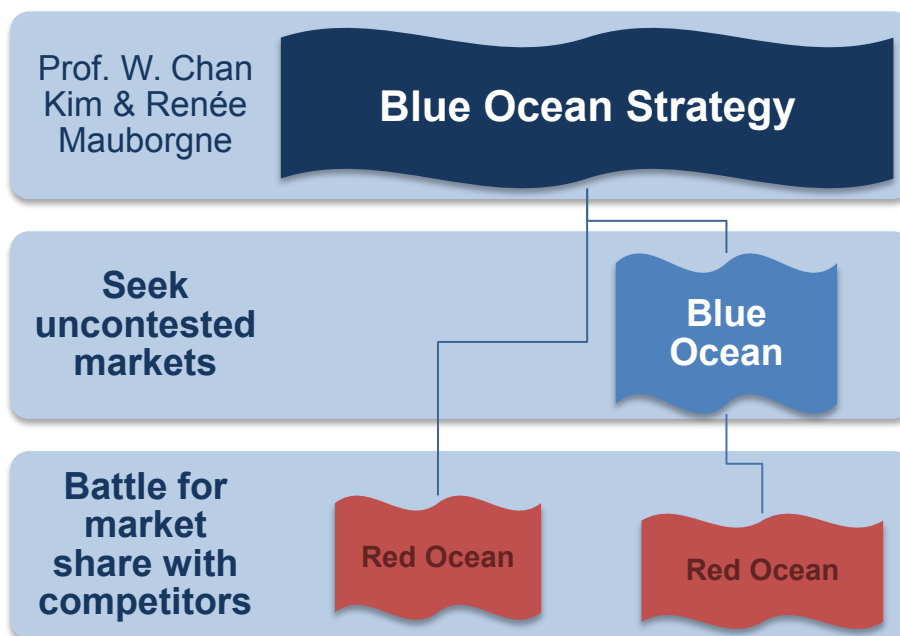 Prof. W. Chan
Kim & Renée
Mauborgne
Blue Ocean Strategy
Seek
uncontested
markets
Blue
Ocean
Battle for
market
share with
competitors
Red Ocean
Red Ocean